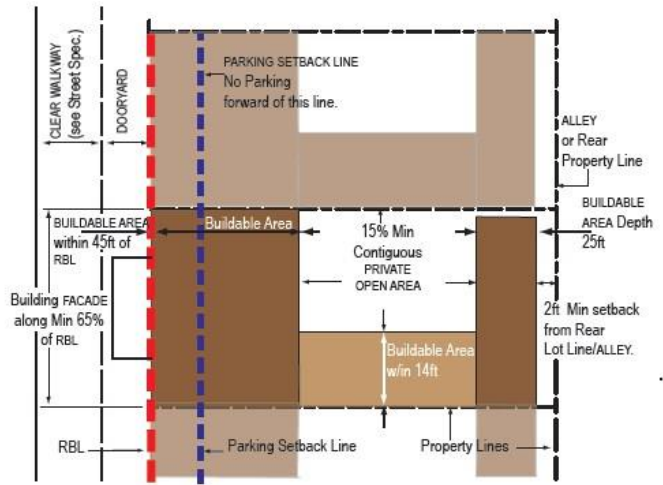 CLEAR WALKWAY
(see Street Spec.)
DOORYARD
PARKING SETBACK LINE
No Parking
forward of this line.
ALLEY
or Rear
Property Line
BUILDABLE AREA
within 45ft of
RBL
Buildable Area
15% Min
Contiguous
PRIVATE
OPEN AREA
BUILDABLE
AREA Depth
25ft
Building FACADE
along Min 65%
of RBL
2ft Min setback
from Rear
Lot Line/ALLEY.
Buildable Area
w/in 14ft
RBL
Parking Setback Line
Property Lines